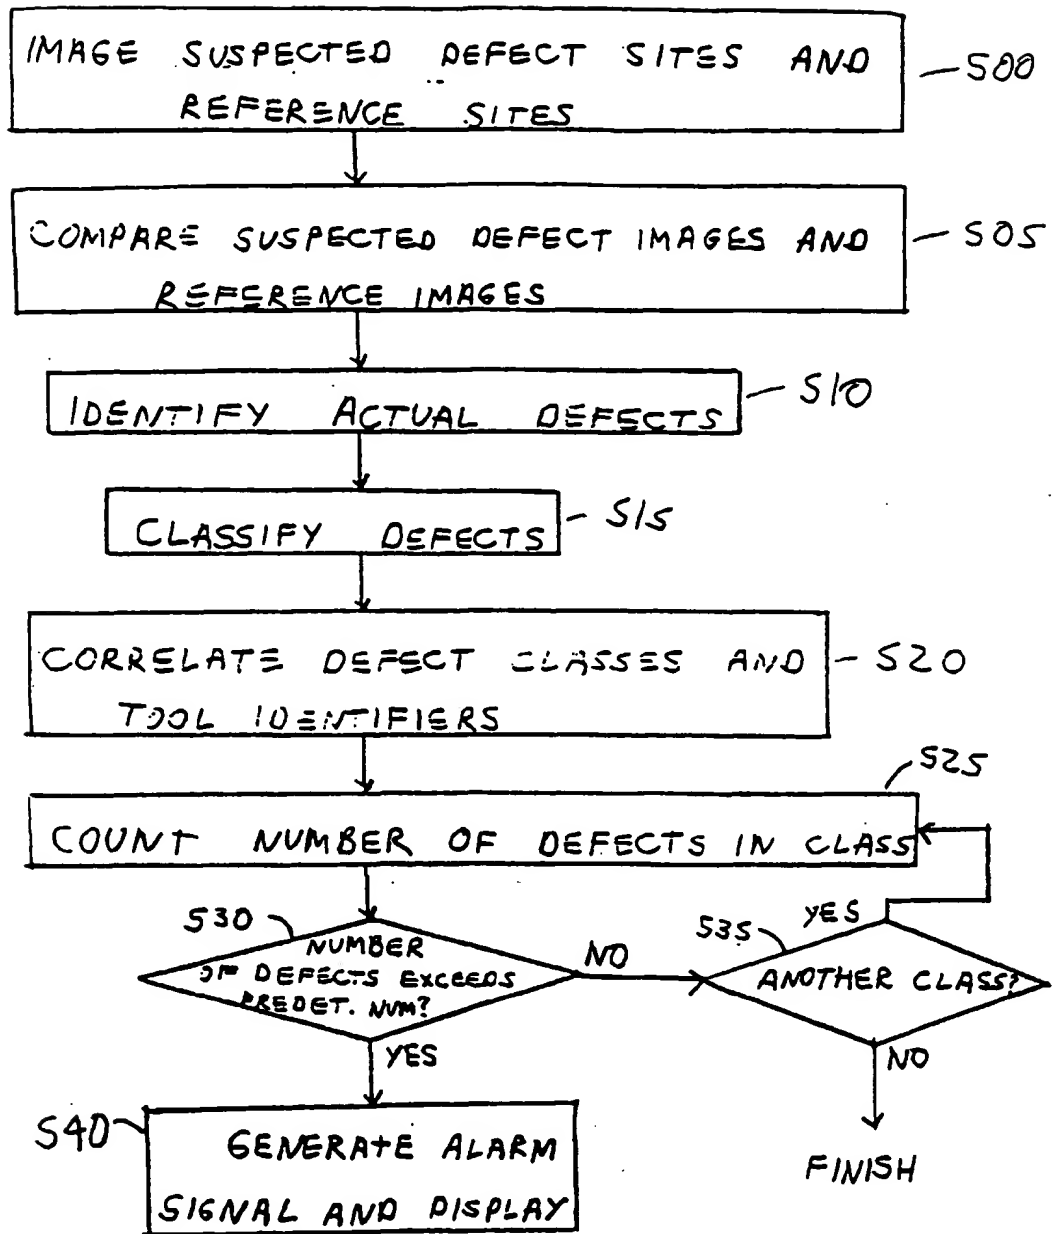 IMAGE SUSPECTED DEFECT SITES AND
REFERENCE SITES
500
COMPARE SUSPECTED DEFECT IMAGES AND
REFERENCE IMAGES
505
IDENTIFY ACTUAL DEFECTS
510
CLASSIFY DEFECTS
515
CORRELATE DEFECT CLASSES AND
TOOL IDENTIFIERS
520
525
COUNT NUMBER OF DEFECTS IN CLASS
530
NUMBER
OF DEFECTS EXCEEDS
PREDET. NUM?
NO
535
YES
ANOTHER CLASS?
YES
NO
540
GENERATE ALARM
SIGNAL AND DISPLAY
FINISH